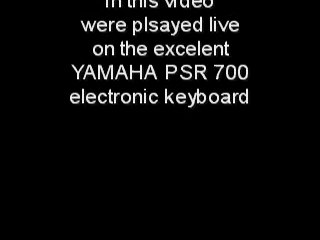 In this video
were plsayed live
on the excelent
YAMAHA PSR 700
electronic keyboard